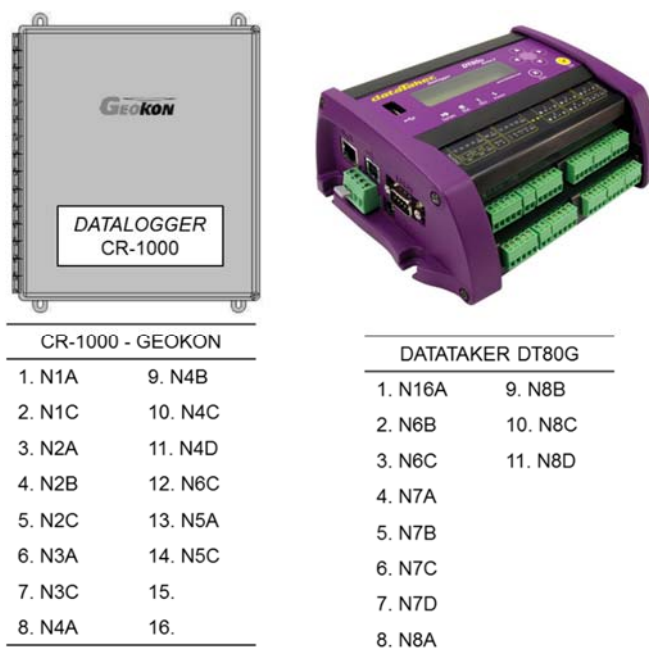 GEOKON
DATALOGGER
CR-1000
dataTaker
DT80G
CR-1000 - GEOKON
1. N1A 9. N4B
2. N1C 10. N4C
3. N2A 11. N4D
4. N2B 12. N6C
5. N2C 13. N5A
6. N3A 14. N5C
7. N3C 15.
8. N4A 16.
DATATAKER DT80G
1. N16A 9. N8B
2. N6B 10. N8C
3. N6C 11. N8D
4. N7A
5. N7B
6. N7C
7. N7D
8. N8A